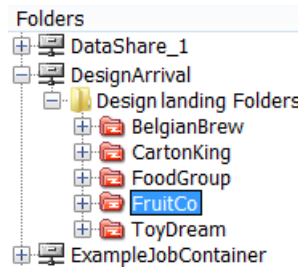 Folders
DataShare_1
DesignArrival
Design landing Folders
BelgianBrew
CartonKing
FoodGroup
FruitCo
ToyDream
ExampleJobContainer